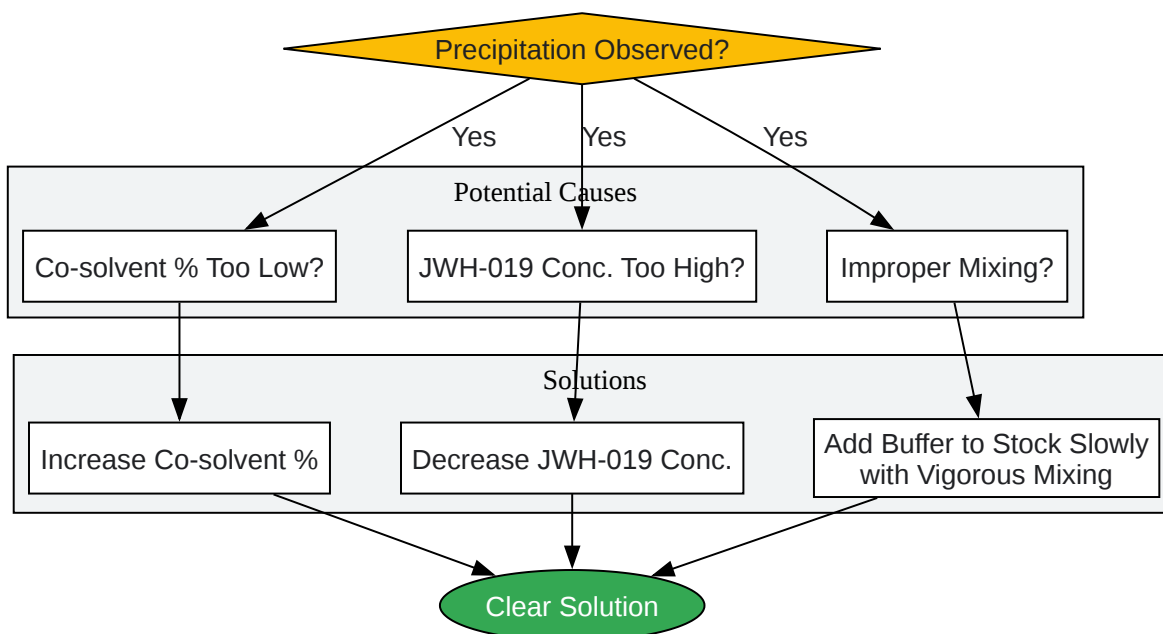 Precipitation Observed?
Yes
Yes
Yes
Potential Causes
Co-solvent % Too Low?
JWH-019 Conc. Too High?
Improper Mixing?
Solutions
Increase Co-solvent %
Decrease JWH-019 Conc.
Add Buffer to Stock Slowly
with Vigorous Mixing
Clear Solution